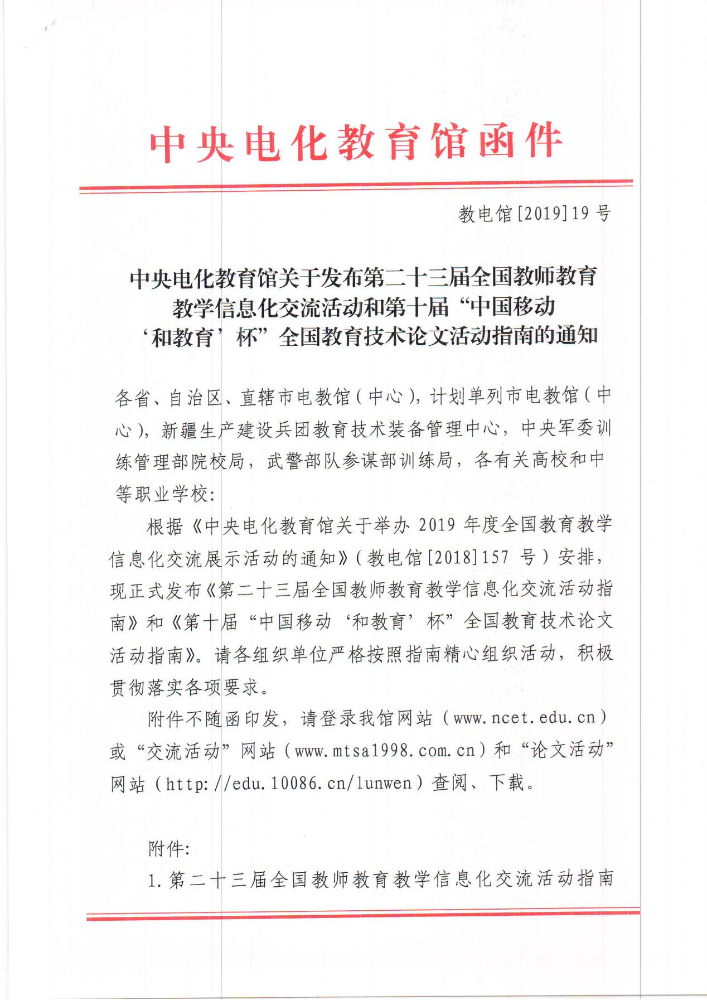 中央电化教育馆函件
教电馆[2019]19 号
中央电化教育馆关于发布第二十三届全国教师教育
教学信息化交流活动和第十届“中国移动
‘和教育’杯”全国教育技术论文活动指南的通知
各省、自治区、直辖市电教馆(中心),计划单列市电教馆(中
心),新疆生产建设兵团教育技术装备管理中心,中央军委训
练管理部院校局,武警部队参谋部训练局,各有关高校和中
等职业学校:
根据《中央电化教育馆关于举办 2019 年度全国教育教学
信息化交流展示活动的通知》(教电馆[2018]157 号)安排,
现正式发布《第二十三届全国教师教育教学信息化交流活动指
南》和《第十届“中国移动‘和教育’杯”全国教育技术论文
活动指南》。请各组织单位严格按照指南精心组织活动,积极
贯彻落实各项要求。
附件不随函印发,请登录我馆网站(www.ncet.edu.cn)
或“交流活动”网站(www.mtsa1998.com.cn)和“论文活动”
网站(http://edu.10086.cn/lunwen)查阅、下载。
附件:
1.第二十三届全国教师教育教学信息化交流活动指南